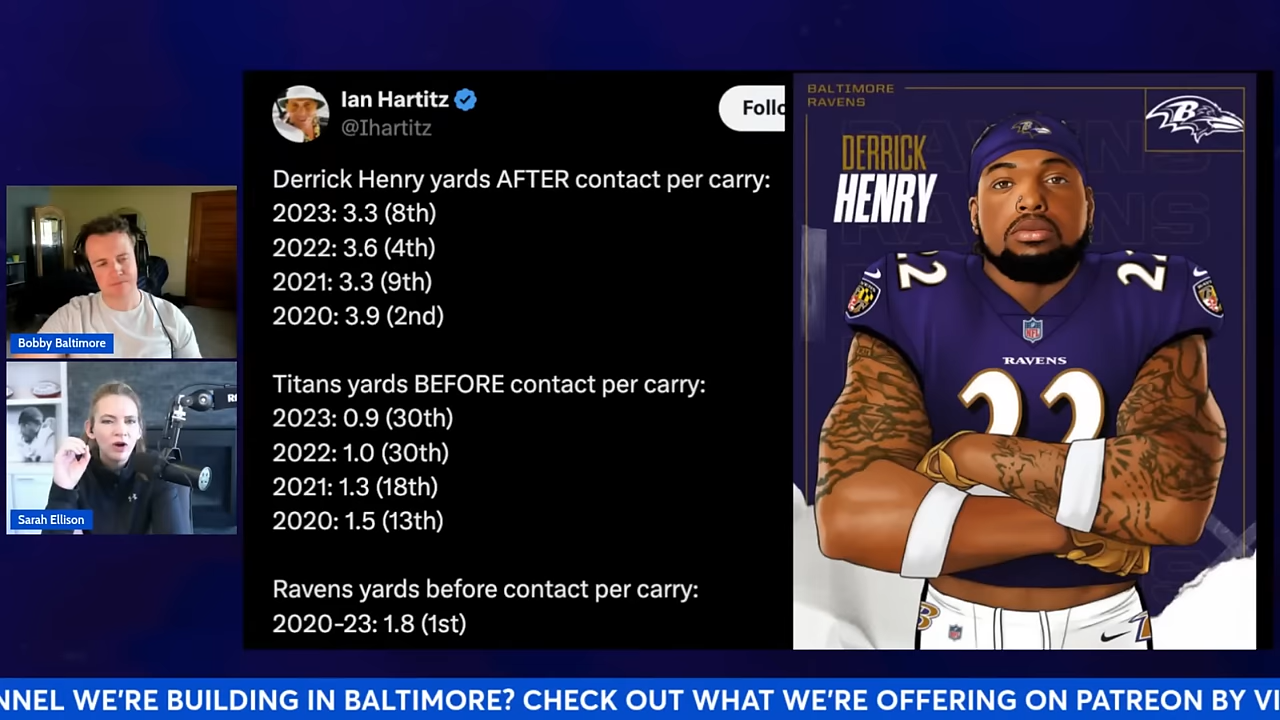 Ian Hartitz
@Ihartitz
Follo
Derrick Henry yards AFTER contact per carry:
2023: 3.3 (8th)
2022: 3.6 (4th)
2021: 3.3 (9th)
2020: 3.9 (2nd)
Titans yards BEFORE contact per carry:
2023: 0.9 (30th)
2022: 1.0 (30th)
2021: 1.3 (18th)
2020: 1.5 (13th)
Ravens yards before contact per carry:
2020-23: 1.8 (1st)
BALTIMORE
RAVENS
DERRICK
HENRY
RAVENS
RAVENS
B
22
22
NFL
RAVENS
22
B
Bobby Baltimore
Sarah Ellison
NNEL WE'RE BUILDING IN BALTIMORE? CHECK OUT WHAT WE'RE OFFERING ON PATREON BY VI